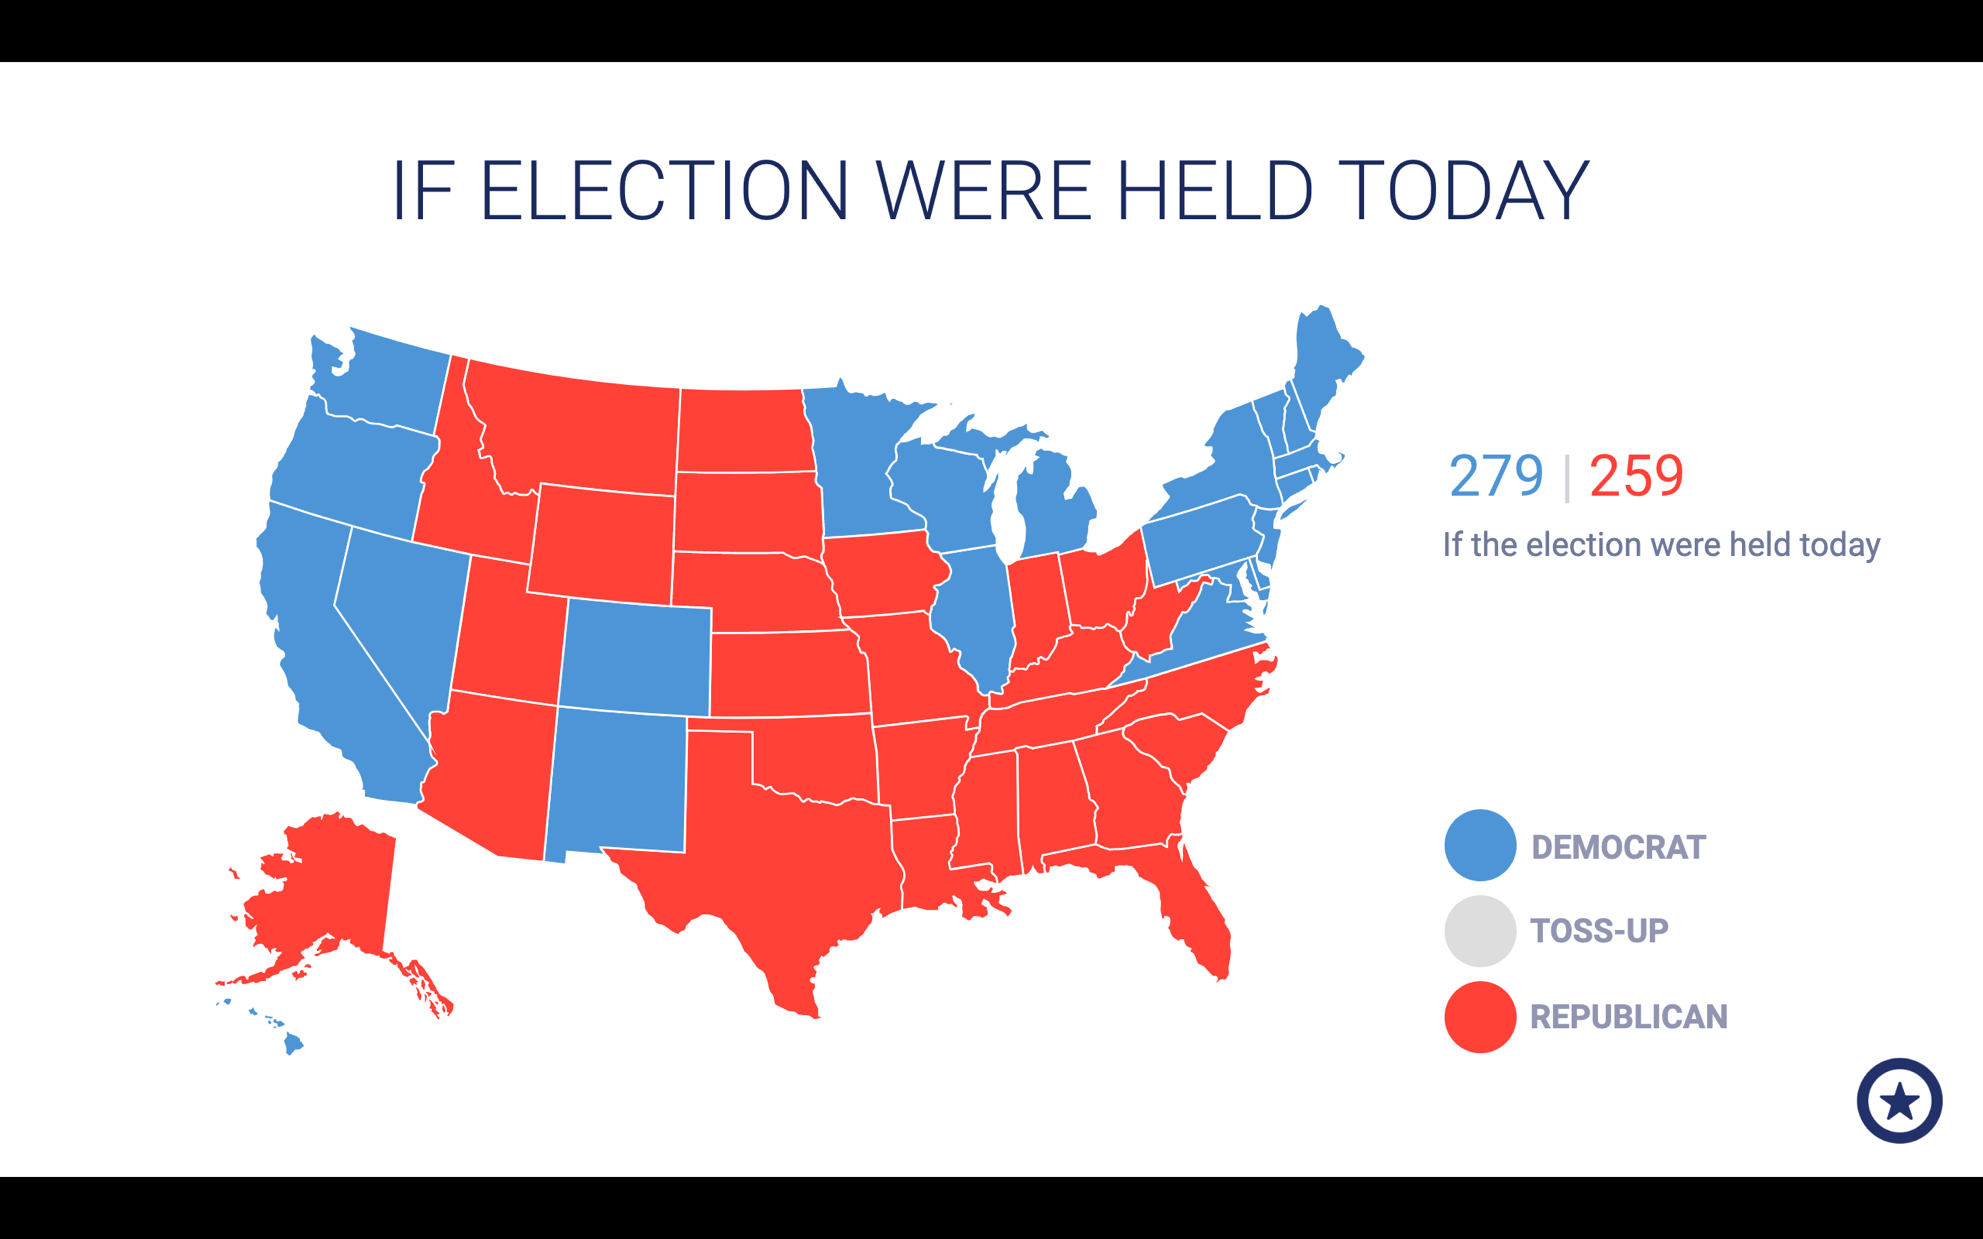 IF ELECTION WERE HELD TODAY
279 | 259
If the election were held today
DEMOCRAT
TOSS-UP
REPUBLICAN